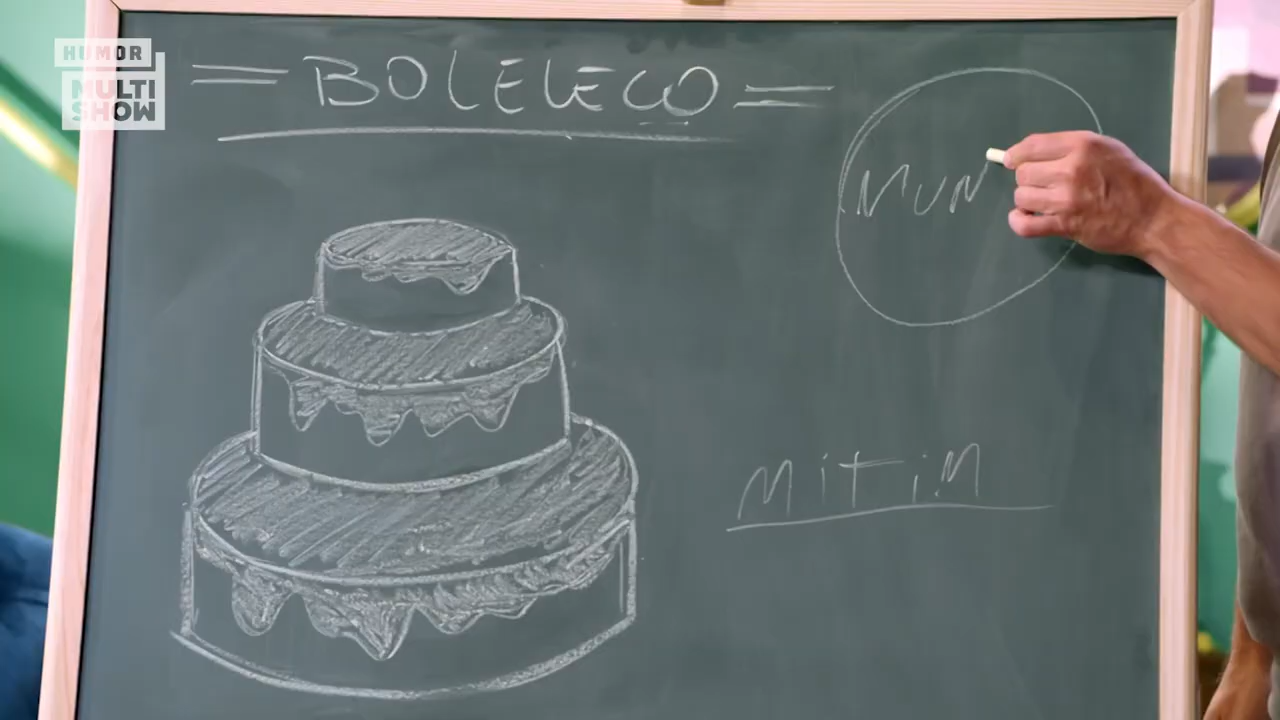 HUMOR
MULTI
SHOW
= BOLELECO =
MUN
MiTiM